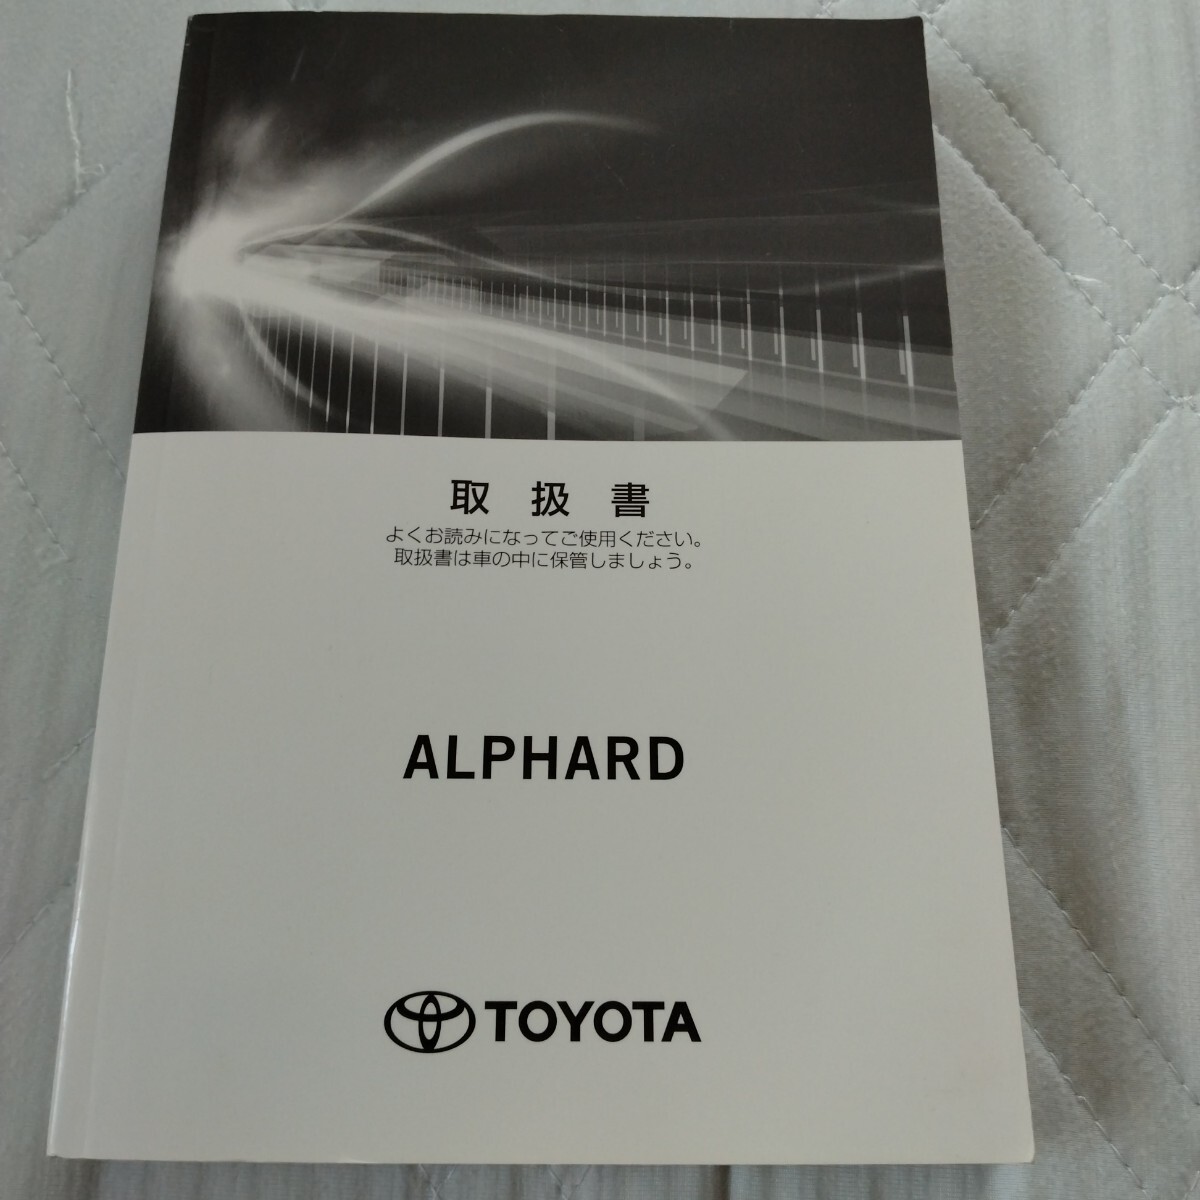 取扱書
よくお読みになってご使用ください。
取扱書は車の中に保管しましょう。
ALPHARD
TOYOTA